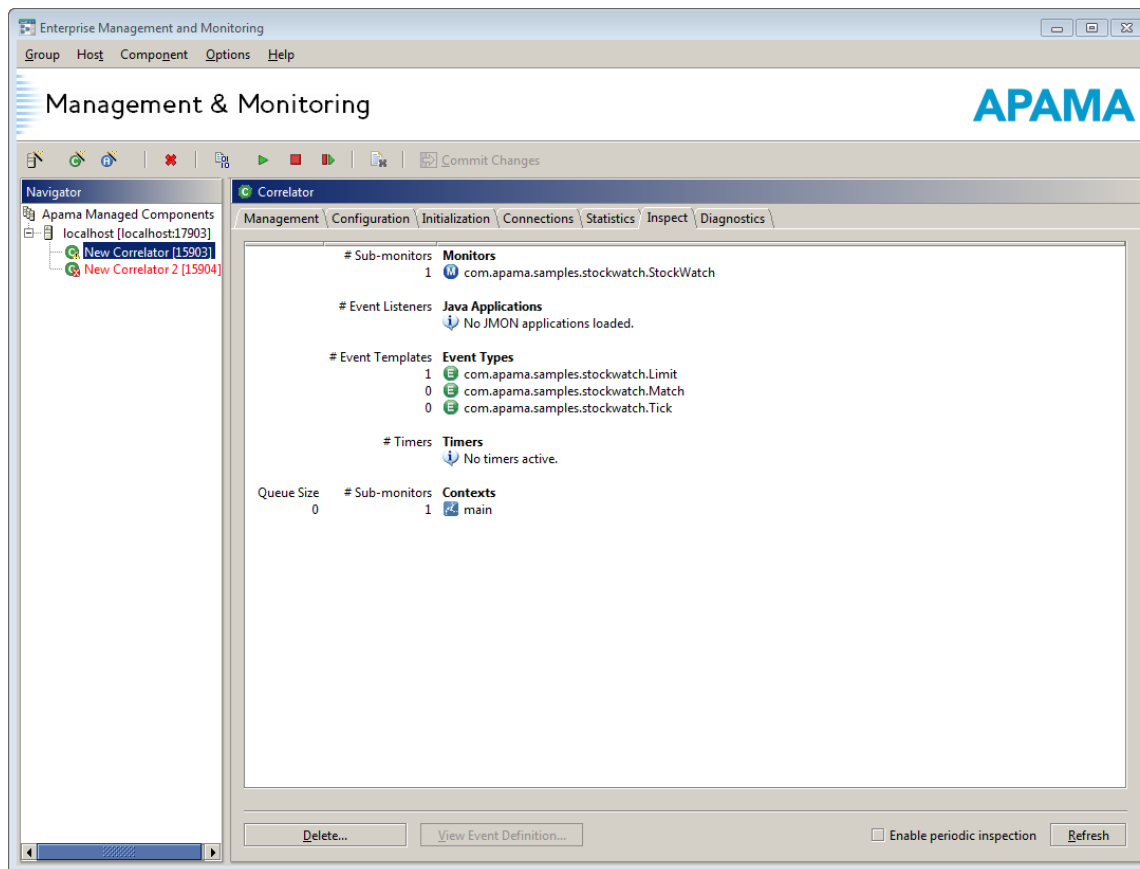 Enterprise Management and Monitoring
Group Host Component Options Help
Management & Monitoring
APAMA
Commit Changes
Navigator
Apama Managed Components
localhost [localhost:17903]
New Correlator [15903]
New Correlator 2 [15904]
Correlator
Management Configuration Initialization Connections Statistics Inspect Diagnostics
# Sub-monitors Monitors
1 com.apama.samples.stockwatch.StockWatch
# Event Listeners Java Applications
No JMON applications loaded.
# Event Templates Event Types
1 com.apama.samples.stockwatch.Limit
0 com.apama.samples.stockwatch.Match
0 com.apama.samples.stockwatch.Tick
# Timers Timers
No timers active.
Queue Size # Sub-monitors Contexts
0 1 main
Delete... View Event Definition... Enable periodic inspection Refresh